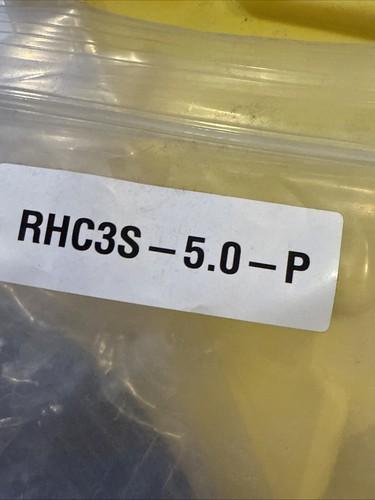 RHC3S – 5.0 – P